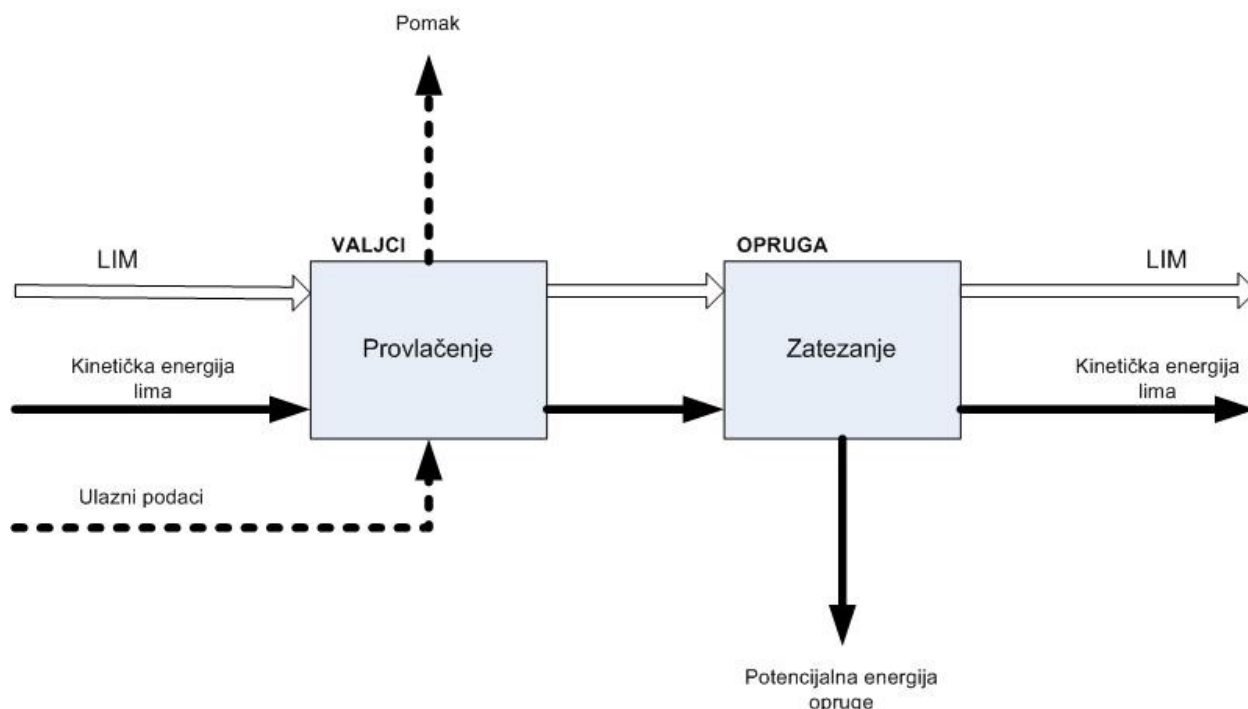 Pomak
VALJCI
OPRUGA
LIM
LIM
Provlačenje
Zatezanje
Kinetička energija
lima
Kinetička energija
lima
Ulazni podaci
Potencijalna energija
opruge